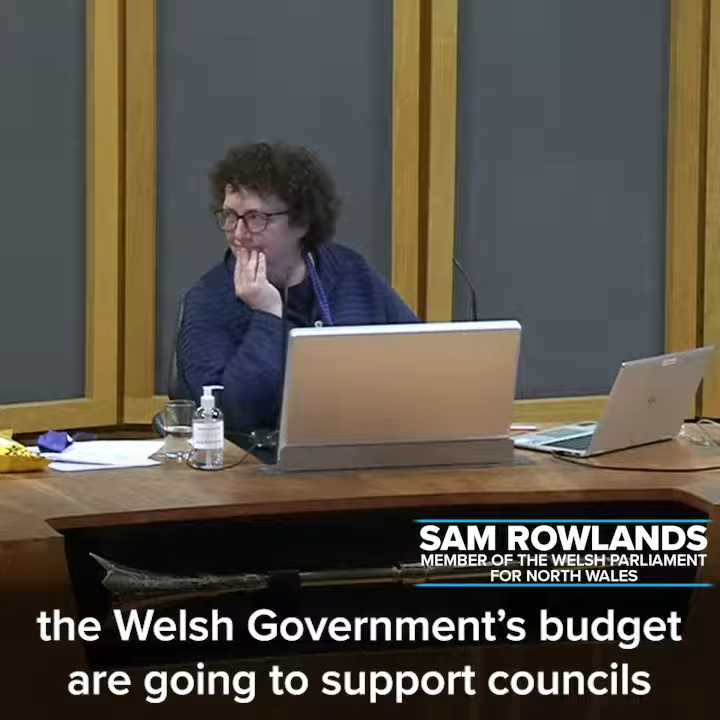 SAM ROWLANDS
MEMBER OF THE WELSH PARLIAMENT
FOR NORTH WALES
the Welsh Government's budget
are going to support councils